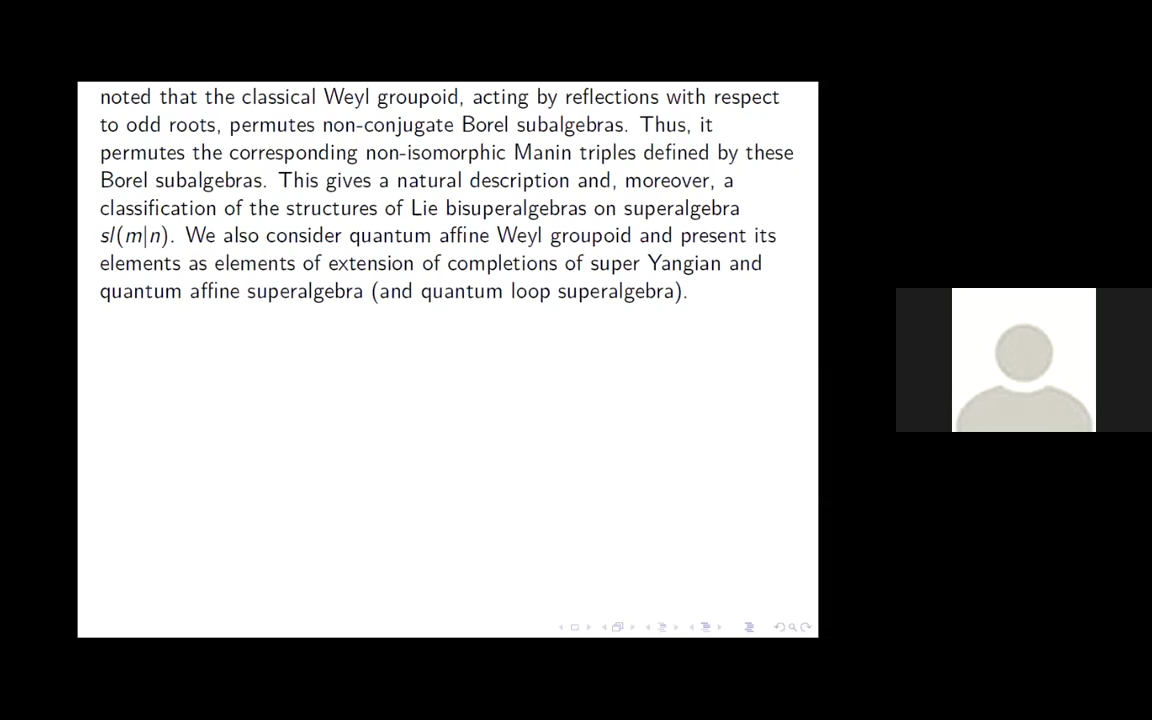 noted that the classical Weyl groupoid, acting by reflections with respect
to odd roots, permutes non-conjugate Borel subalgebras. Thus, it
permutes the corresponding non-isomorphic Manin triples defined by these
Borel subalgebras. This gives a natural description and, moreover, a
classification of the structures of Lie bisuperalgebras on superalgebra
sl(m|n). We also consider quantum affine Weyl groupoid and present its
elements as elements of extension of completions of super Yangian and
quantum affine superalgebra (and quantum loop superalgebra).